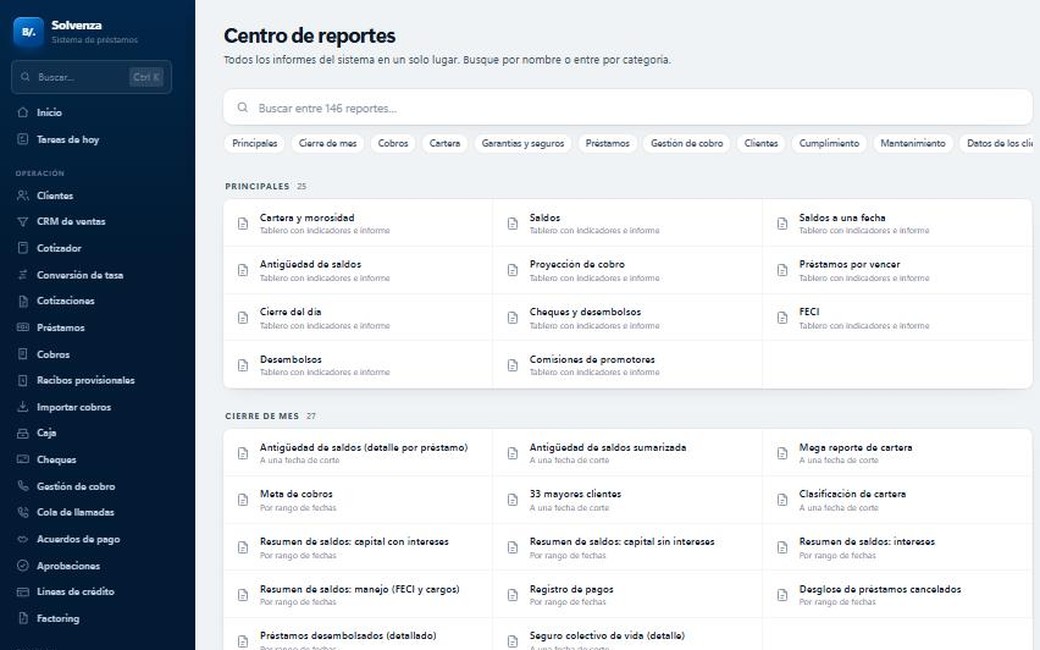 B/.
Solvenza
Sistema de préstamos
Buscar...
Ctrl K
Inicio
Tareas de hoy
OPERACIÓN
Clientes
CRM de ventas
Cotizador
Conversión de tasa
Cotizaciones
Préstamos
Cobros
Recibos provisionales
Importar cobros
Caja
Cheques
Gestión de cobro
Cola de llamadas
Acuerdos de pago
Aprobaciones
Líneas de crédito
Factoring
Centro de reportes
Todos los informes del sistema en un solo lugar. Busque por nombre o entre por categoría.
Buscar entre 146 reportes...
Principales
Cierre de mes
Cobros
Cartera
Garantías y seguros
Préstamos
Gestión de cobro
Clientes
Cumplimiento
Mantenimiento
Datos de los clie
PRINCIPALES 25
Cartera y morosidad
Tablero con indicadores e informe
Saldos
Tablero con indicadores e informe
Saldos a una fecha
Tablero con indicadores e informe
Antigüedad de saldos
Tablero con indicadores e informe
Proyección de cobro
Tablero con indicadores e informe
Préstamos por vencer
Tablero con indicadores e informe
Cierre del día
Tablero con indicadores e informe
Cheques y desembolsos
Tablero con indicadores e informe
FECI
Tablero con indicadores e informe
Desembolsos
Tablero con indicadores e informe
Comisiones de promotores
Tablero con indicadores e informe
CIERRE DE MES 27
Antigüedad de saldos (detalle por préstamo)
A una fecha de corte
Antigüedad de saldos sumarizada
A una fecha de corte
Mega reporte de cartera
A una fecha de corte
Meta de cobros
Por rango de fechas
33 mayores clientes
A una fecha de corte
Clasificación de cartera
A una fecha de corte
Resumen de saldos: capital con intereses
Por rango de fechas
Resumen de saldos: capital sin intereses
Por rango de fechas
Resumen de saldos: intereses
Por rango de fechas
Resumen de saldos: manejo (FECI y cargos)
Por rango de fechas
Registro de pagos
Por rango de fechas
Desglose de préstamos cancelados
Por rango de fechas
Préstamos desembolsados (detallado)
Por rango de fechas
Seguro colectivo de vida (detalle)
A una fecha de corte